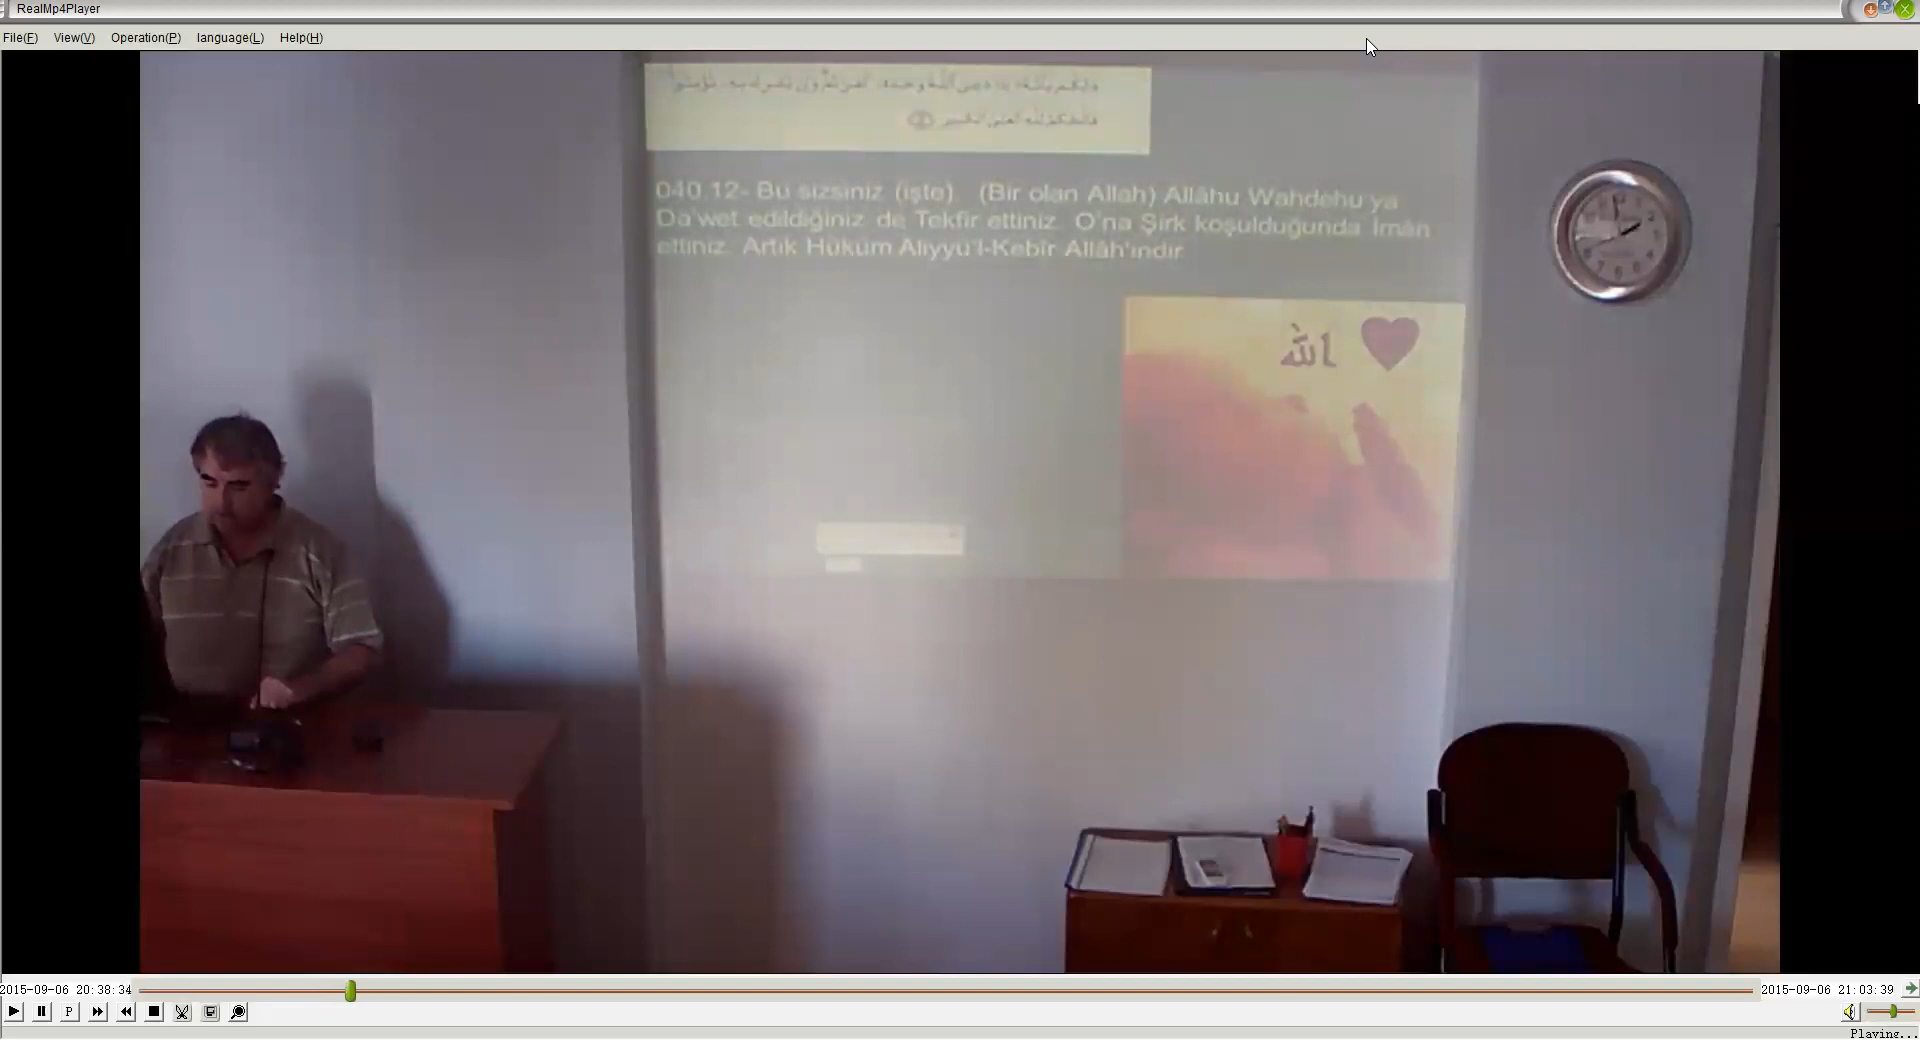 RealMp4Player
File(F) View(V) Operation(P) language(L) Help(H)
040.12- Bu sizsiniz (işte). (Bir olan Allah) Allâhu Wahdehu'ya
Da'wet edildiğiniz de Tekfir ettiniz. O'na Şirk koşulduğunda İmân
ettiniz. Artık Hüküm Aliyyü'l-Kebîr Allâh'ındır
الله
2015-09-06 20:38:34
2015-09-06 21:03:39
P
Playing...